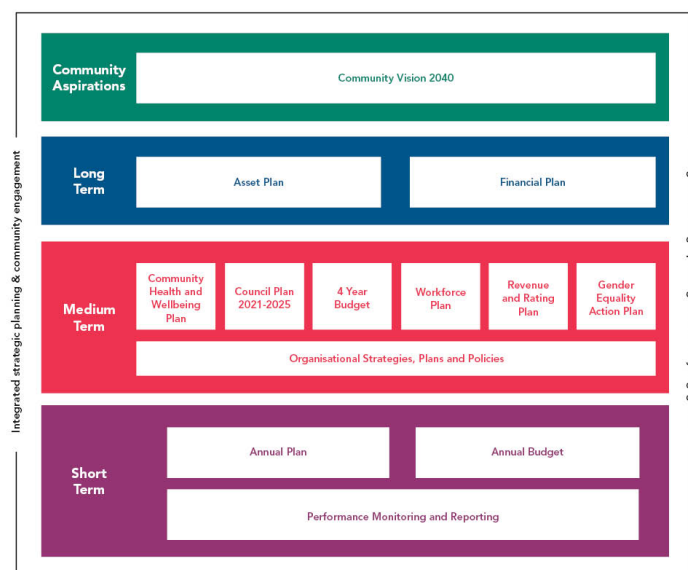 Integrated strategic planning & community engagement
Community
Aspirations
Community Vision 2040
Long
Term
Asset Plan
Financial Plan
Medium
Term
Community
Health and
Wellbeing
Plan
Council Plan
2021-2025
4 Year
Budget
Workforce
Plan
Revenue
and Rating
Plan
Gender
Equality
Action Plan
Organisational Strategies, Plans and Policies
Short
Term
Annual Plan
Annual Budget
Performance Monitoring and Reporting